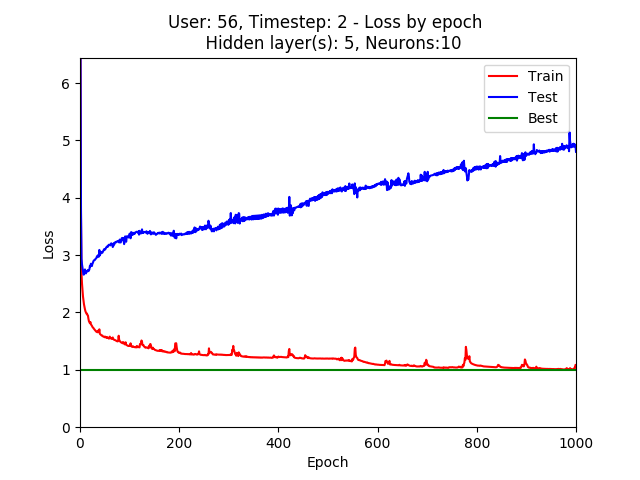 User: 56, Timestep: 2 - Loss by epoch
Hidden layer(s): 5, Neurons:10
Train
Test
Best
Loss
6
5
4
3
2
1
0
0 200 400 600 800 1000
Epoch